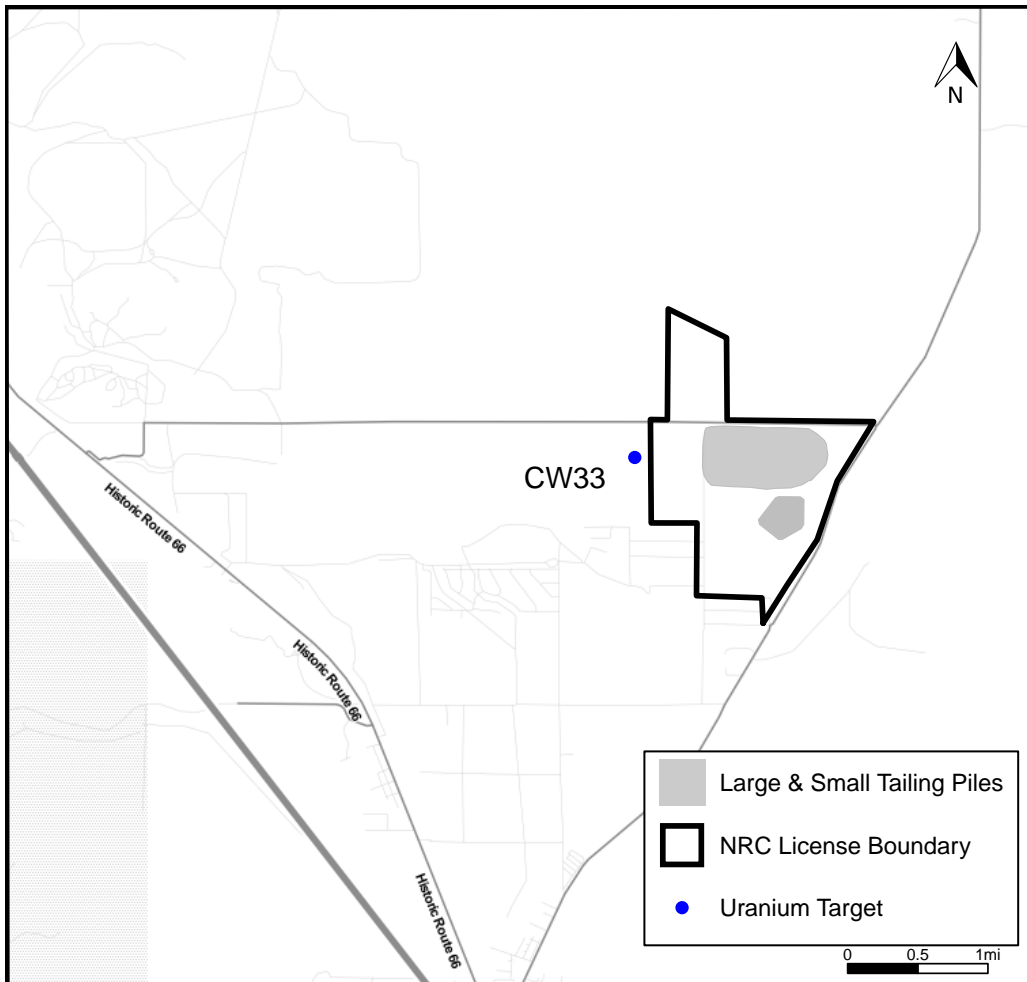 N
CW33
Historic Route 66
Historic Route 66
Historic Route 66
Large & Small Tailing Piles
NRC License Boundary
Uranium Target
0 0.5 1mi